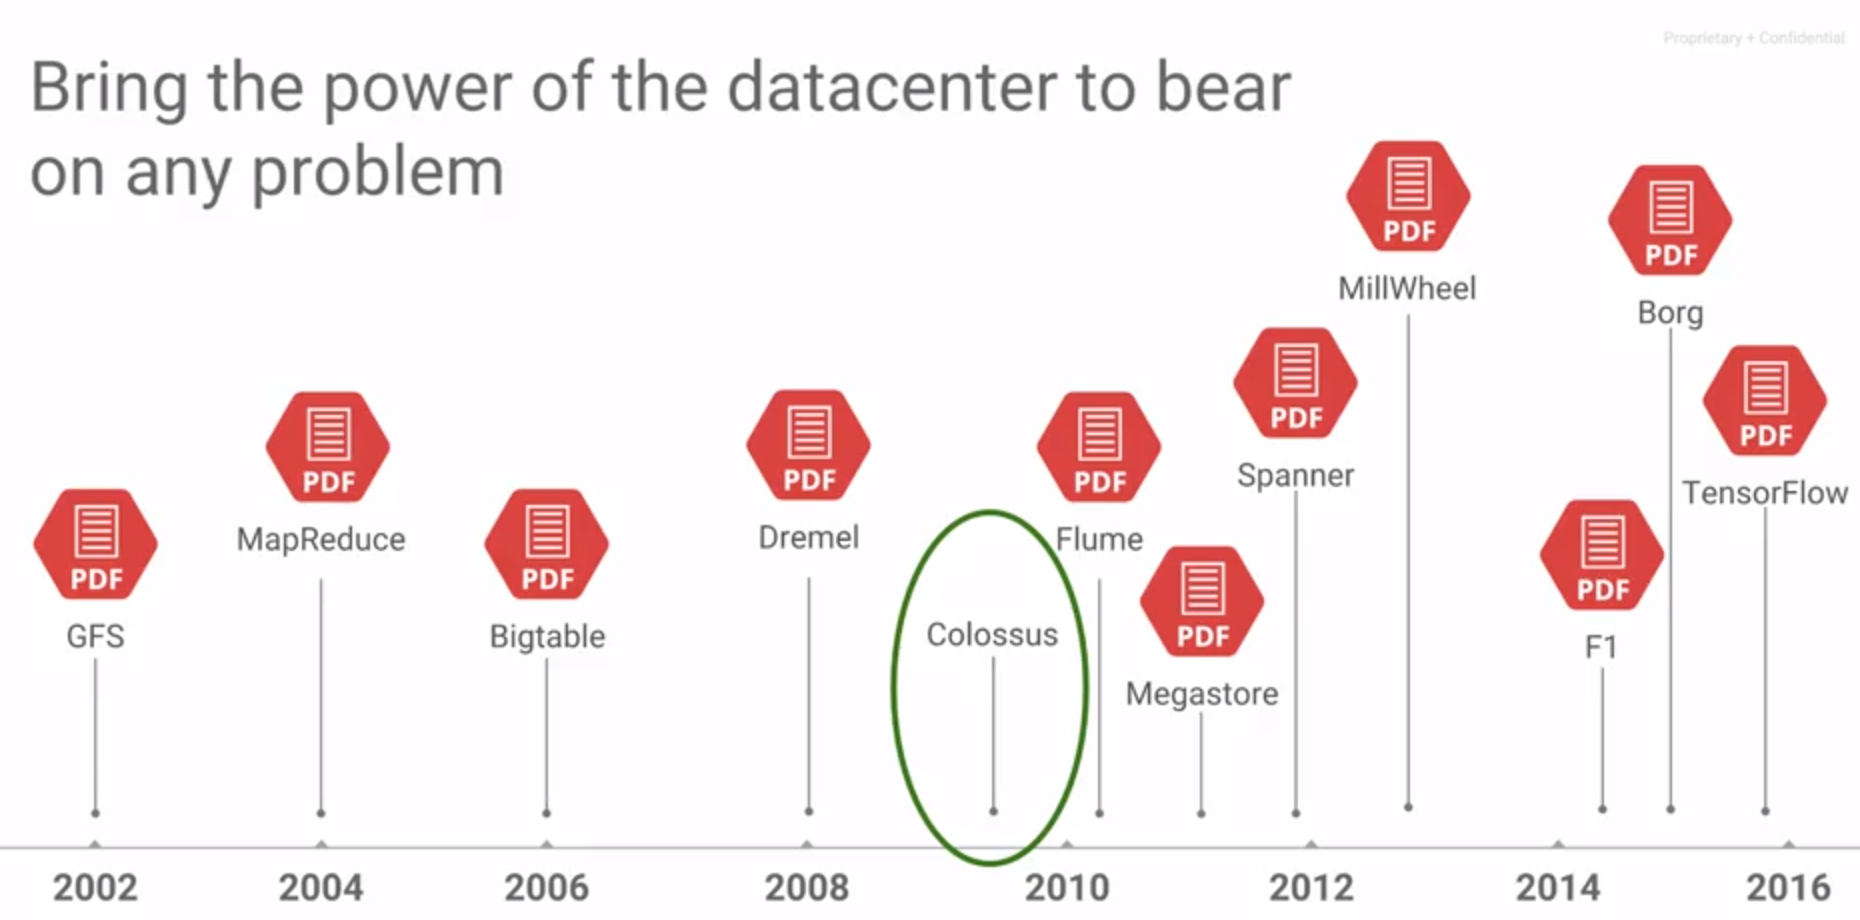 Proprietary + Confidential
Bring the power of the datacenter to bear
on any problem
PDF
MillWheel
PDF
Borg
PDF
Spanner
PDF
TensorFlow
PDF
MapReduce
PDF
Dremel
PDF
Flume
PDF
GFS
PDF
Bigtable
Colossus
PDF
Megastore
PDF
F1
2002 2004 2006 2008 2010 2012 2014 2016